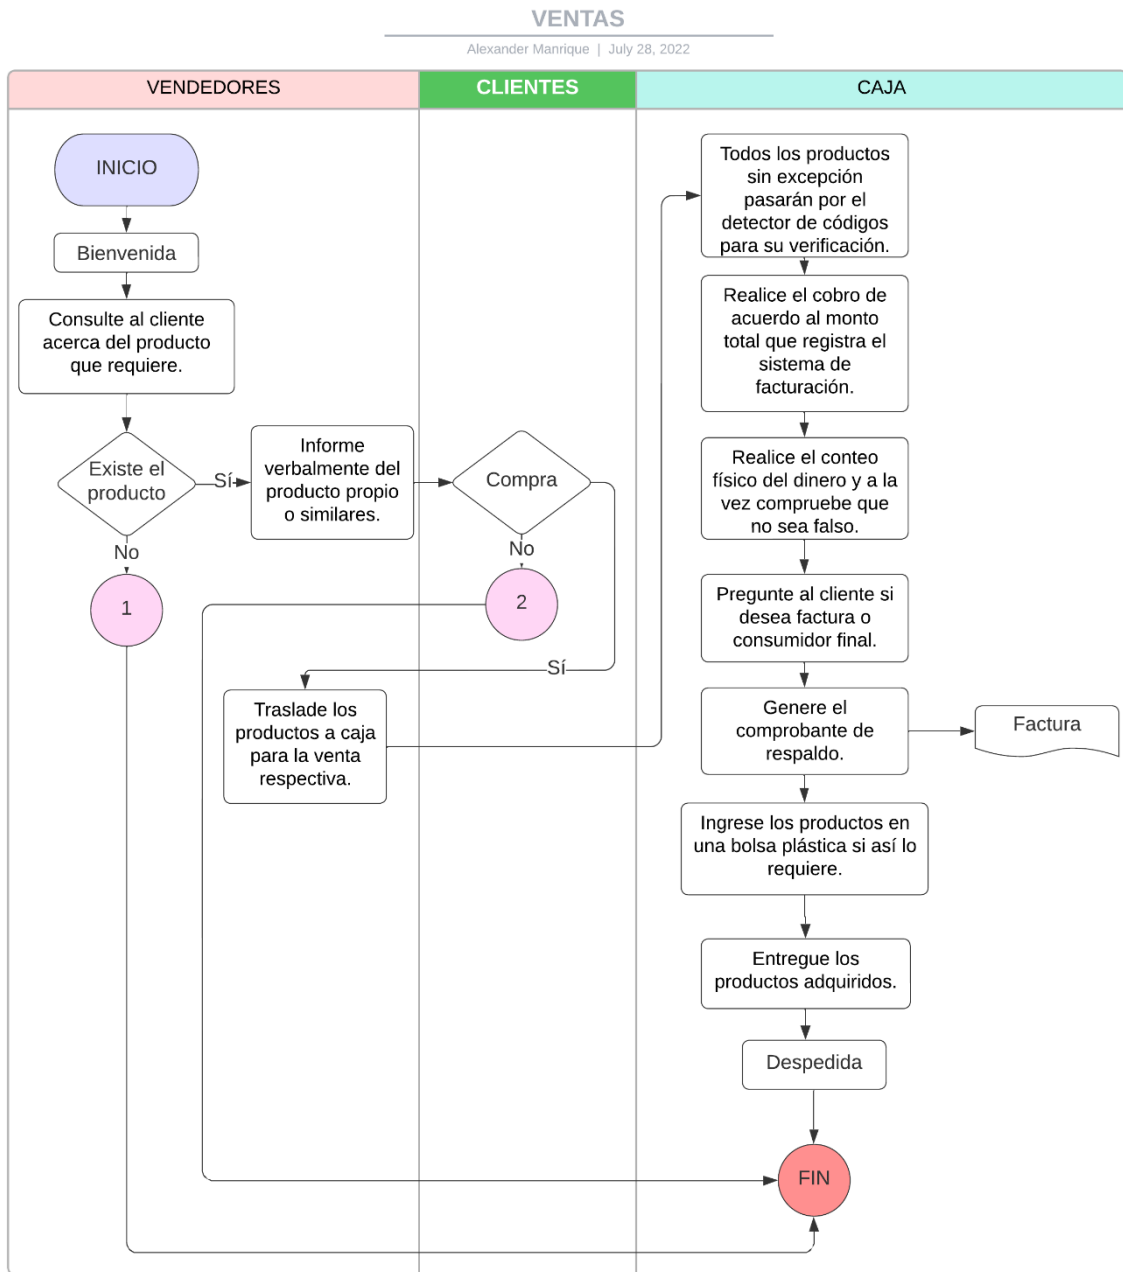 VENTAS
Alexander Manrique | July 28, 2022
VENDEDORES
CLIENTES
CAJA
INICIO
Bienvenida
Consulte al cliente
acerca del producto
que requiere.
Existe el
producto
Sí
No
1
Informe
verbalmente del
producto propio
o similares.
Compra
No
2
Sí
Traslade los
productos a caja
para la venta
respectiva.
Todos los productos
sin excepción
pasarán por el
detector de códigos
para su verificación.
Realice el cobro de
acuerdo al monto
total que registra el
sistema de
facturación.
Realice el conteo
físico del dinero y a la
vez compruebe que
no sea falso.
Pregunte al cliente si
desea factura o
consumidor final.
Genere el
comprobante de
respaldo.
Factura
Ingrese los productos en
una bolsa plástica si así lo
requiere.
Entregue los
productos adquiridos.
Despedida
FIN